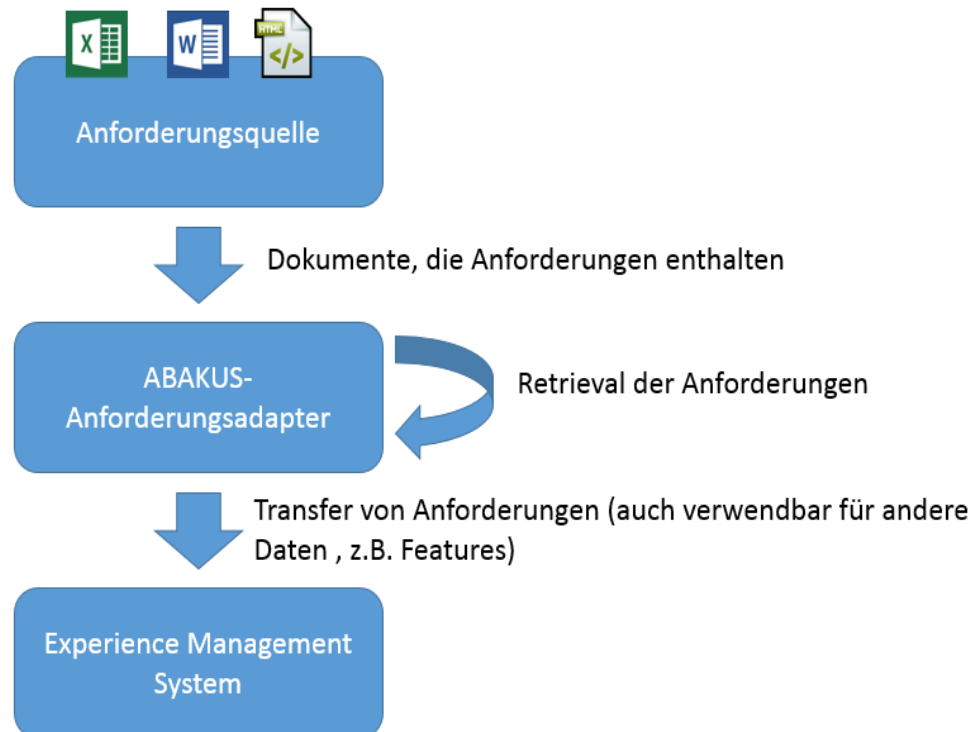 HTML
</>
Anforderungsquelle
Dokumente, die Anforderungen enthalten
ABAKUS-
Anforderungsadapter
Retrieval der Anforderungen
Transfer von Anforderungen (auch verwendbar für andere
Daten , z.B. Features)
Experience Management
System